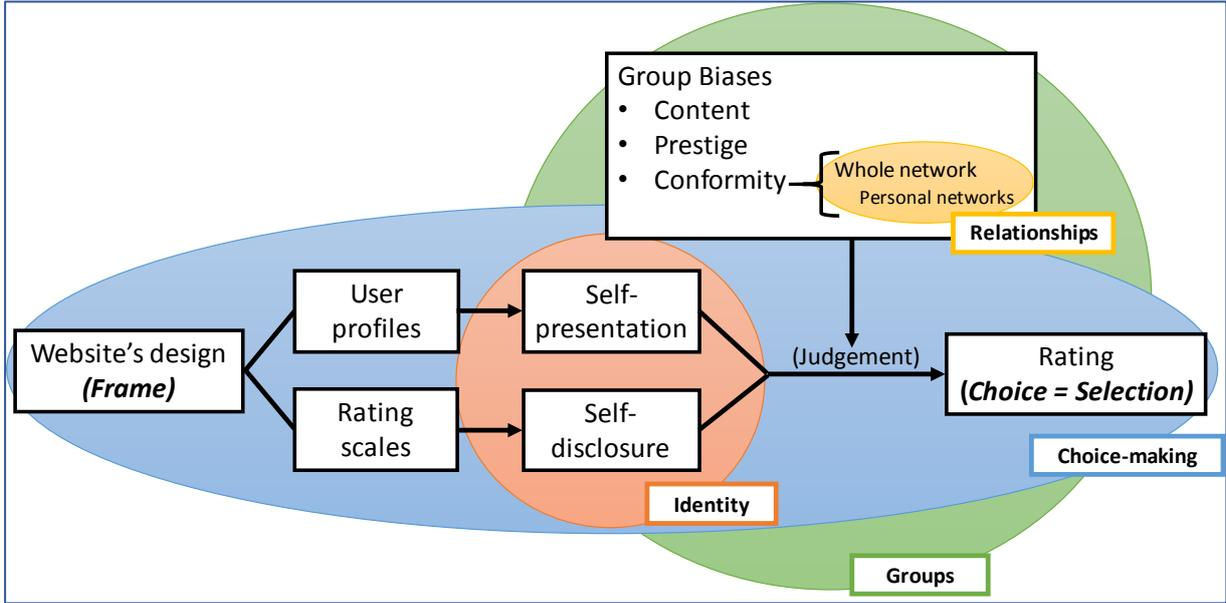 Group Biases
• Content
• Prestige
• Conformity
Whole network
Personal networks
Relationships
User
profiles
Self-
presentation
Website’s design
(Frame)
(Judgement)
Rating
(Choice = Selection)
Rating
scales
Self-
disclosure
Choice-making
Identity
Groups